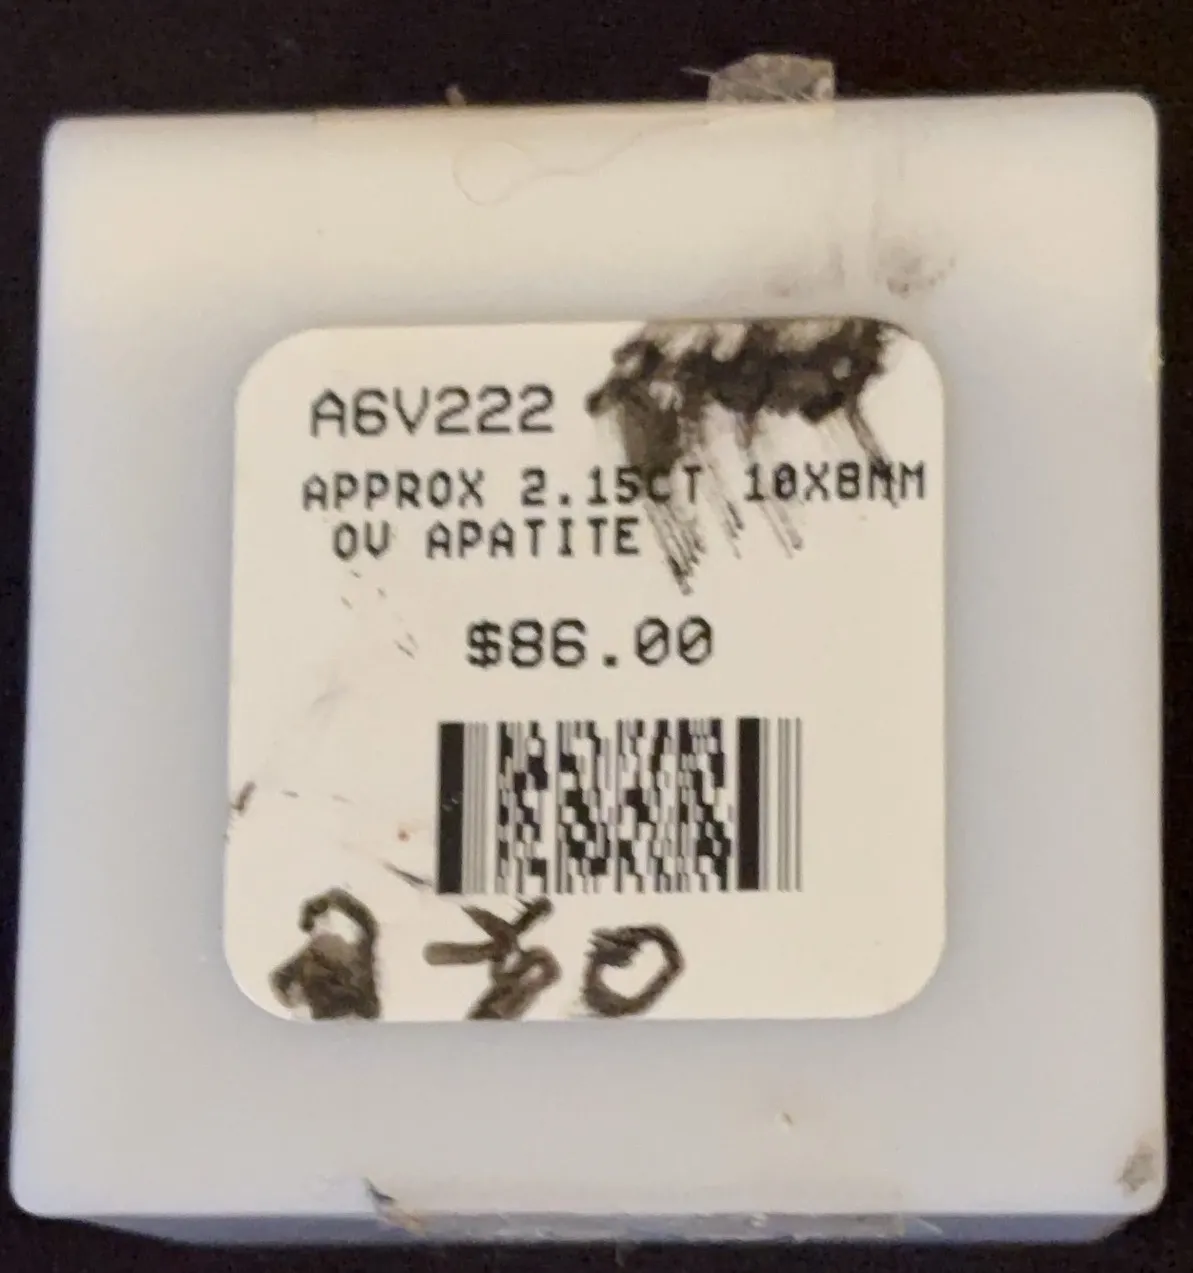 A6V222
APPROX 2.15CT 10X8MM
OV APATITE
$86.00